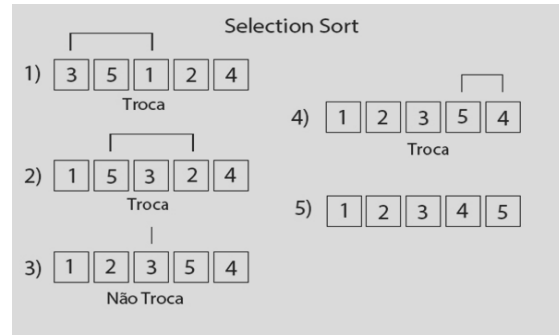 Selection Sort
1) 3 5 1 2 4
Troca
2) 1 5 3 2 4
Troca
3) 1 2 3 5 4
Não Troca
4) 1 2 3 5 4
Troca
5) 1 2 3 4 5